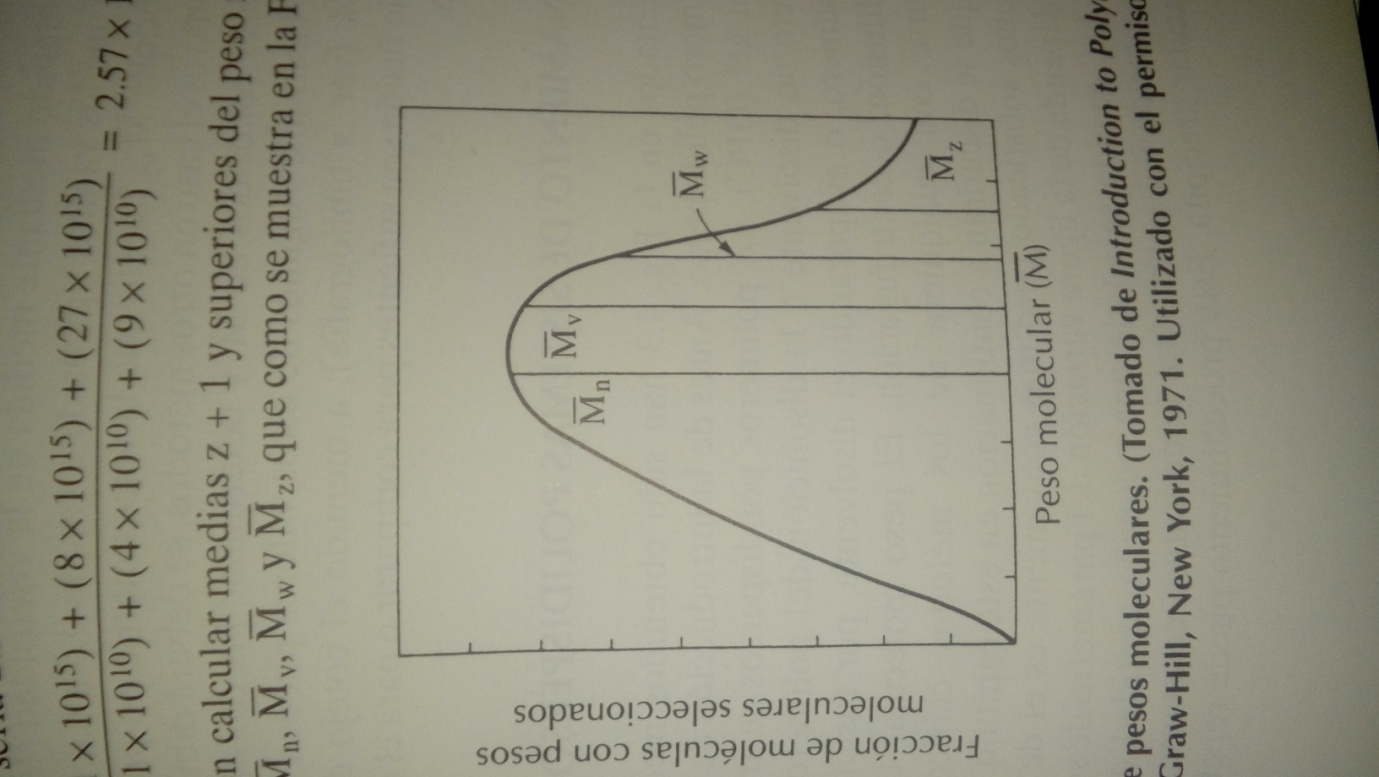 × 10¹⁵) + (8 × 10¹⁵) + (27 × 10¹⁵)
1 × 10¹⁰) + (4 × 10¹⁰) + (9 × 10¹⁰)
= 2.57 ×
n calcular medias z + 1 y superiores del peso
M̅n, M̅v, M̅w y M̅z, que como se muestra en la
Fracción de moléculas con pesos
moleculares seleccionados
M̅n
M̅v
M̅w
M̅z
Peso molecular (M̅)
e pesos moleculares. (Tomado de Introduction to Poly
Graw-Hill, New York, 1971. Utilizado con el permiso